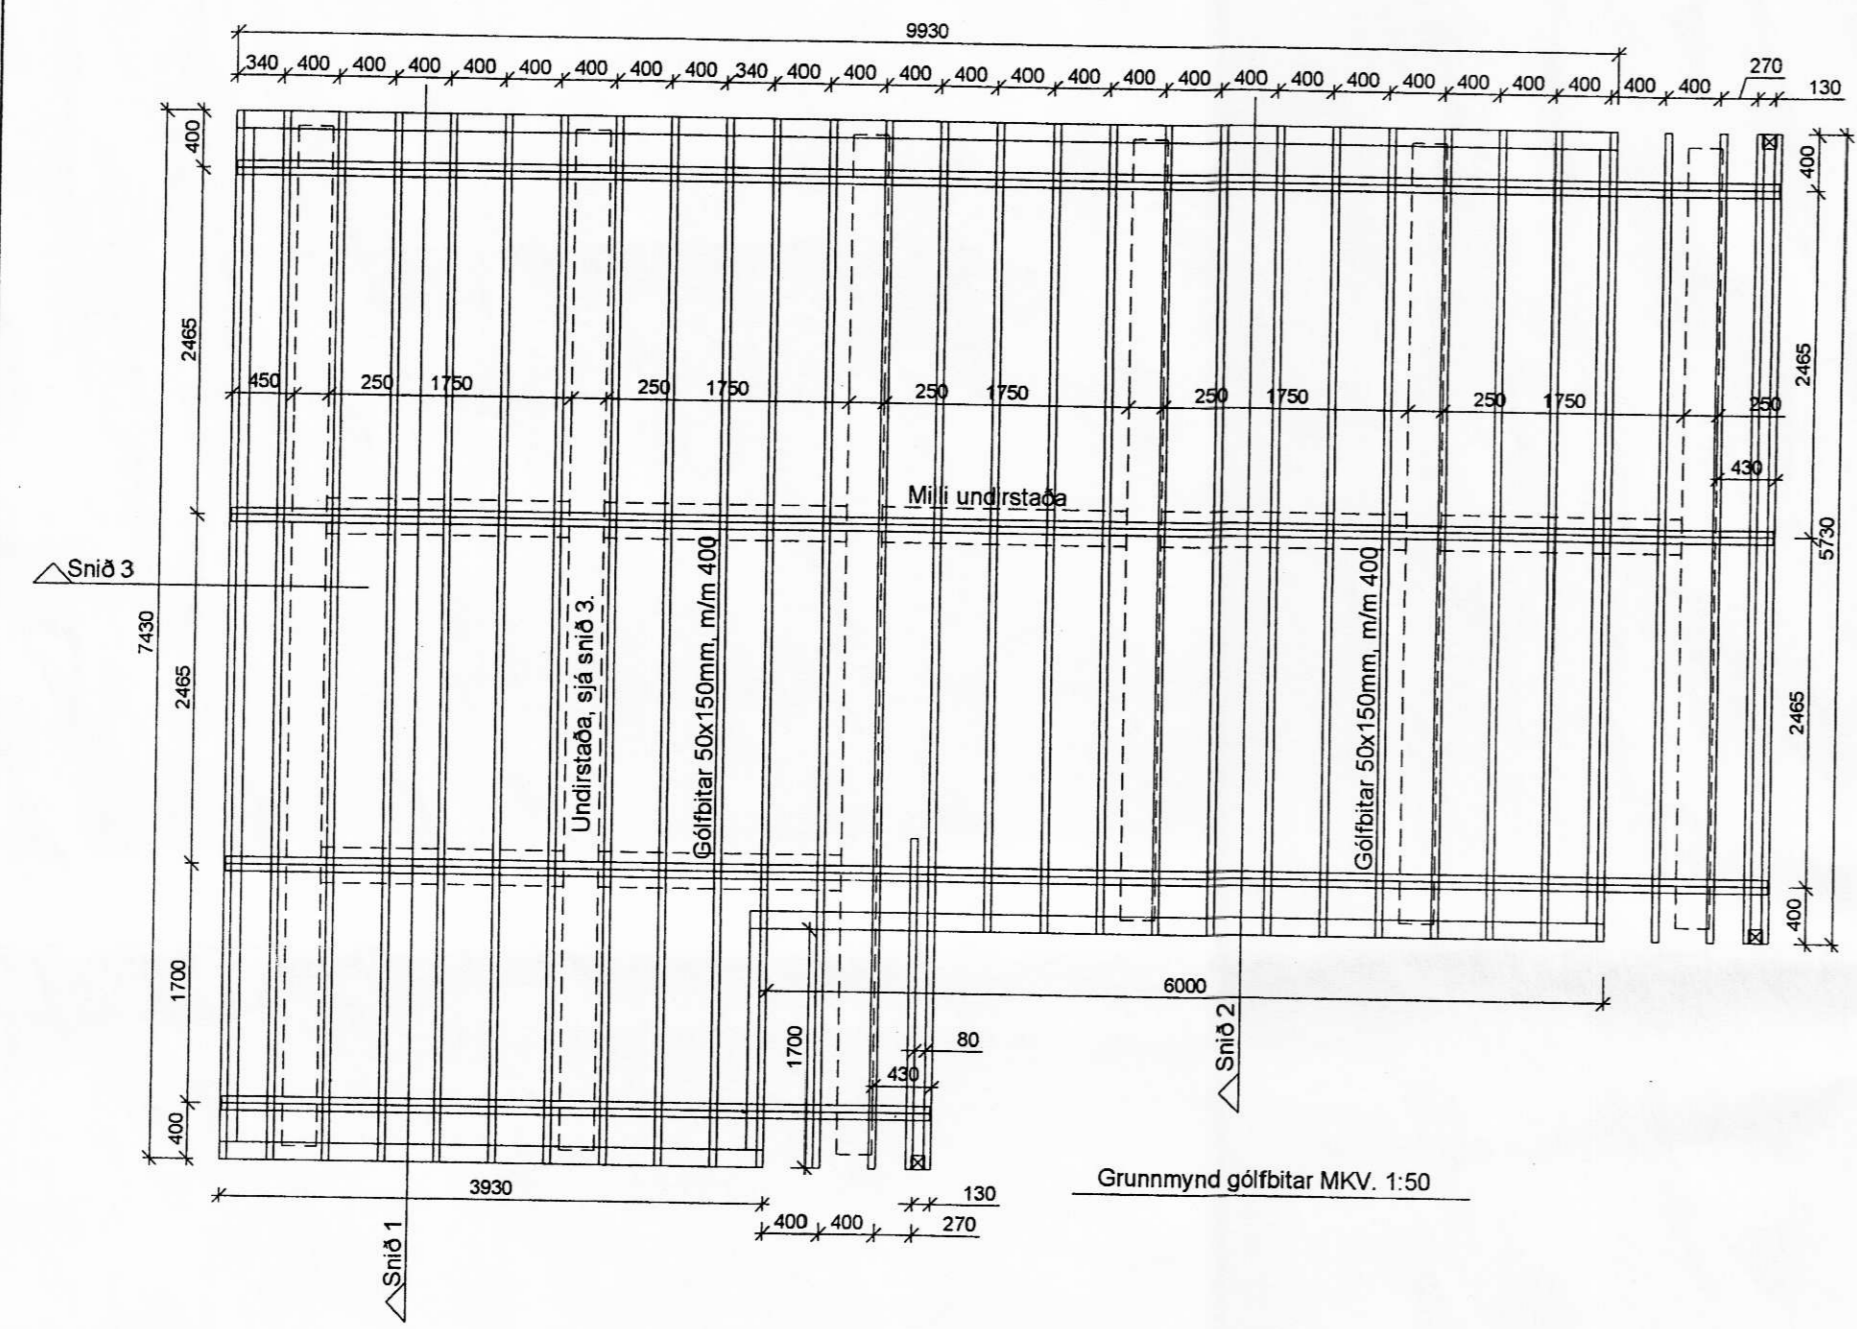 9930
340 400 400 400 400 400 400 400 400 340 400 400 400 400 400 400 400 400 400 400 400 400 400 400 400 400 400 270 130
400
400
2465
2465
450 250 1750 250 1750 250 1750 250 1750 250 1750 250
430
Milli undirstaða
5730
Snið 3
7430
2465
2465
Undirstaða, sjá snið 3.
Gólfbitar 50x150mm, m/m 400
Gólfbitar 50x150mm, m/m 400
400
1700
6000
1700
80
430
Snið 2
400
3930
130
400 400 270
Grunnmynd gólfbitar MKV. 1:50
Snið 1